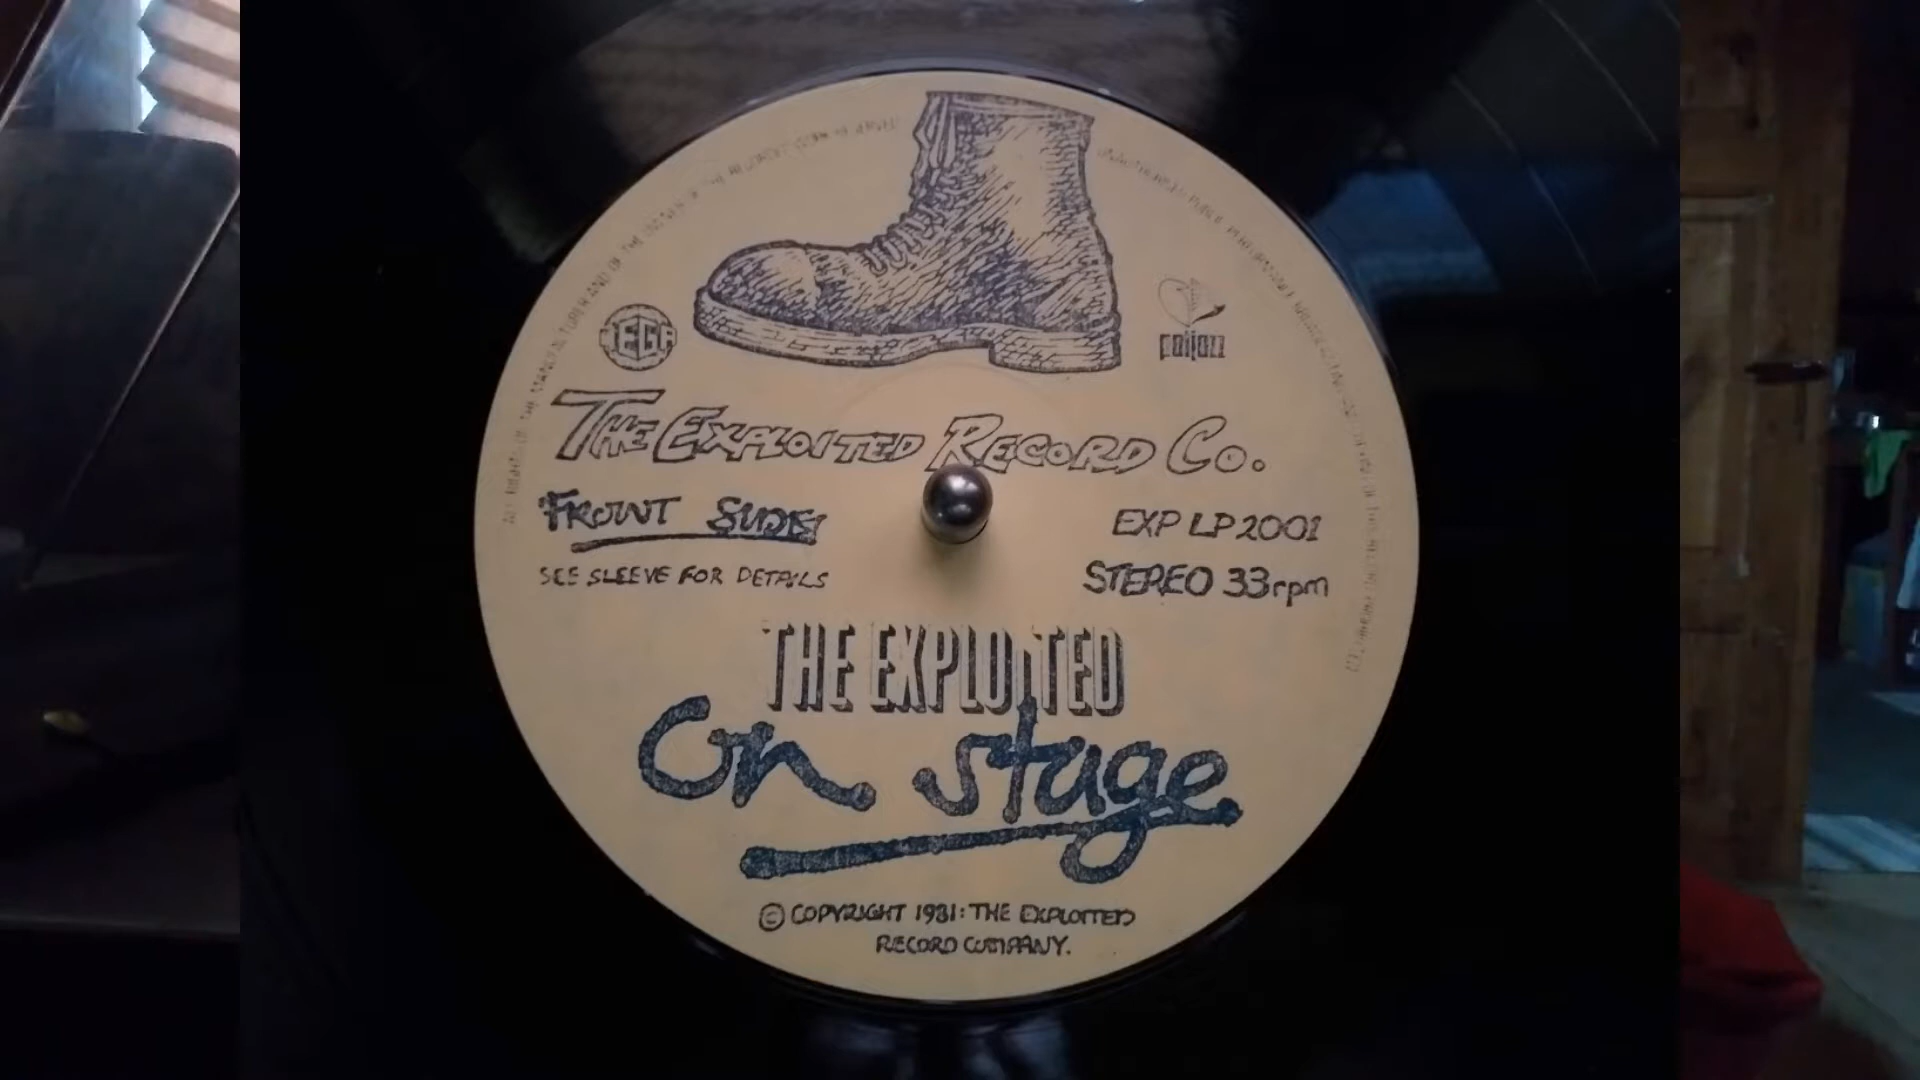 poijazz
THE EXPLOITED RECORD CO.
FRONT SIDE
EXP LP 2001
SEE SLEEVE FOR DETAILS
STEREO 33rpm
THE EXPLOITED
on stage
© COPYRIGHT 1981: THE EXPLOITED
RECORD COMPANY.